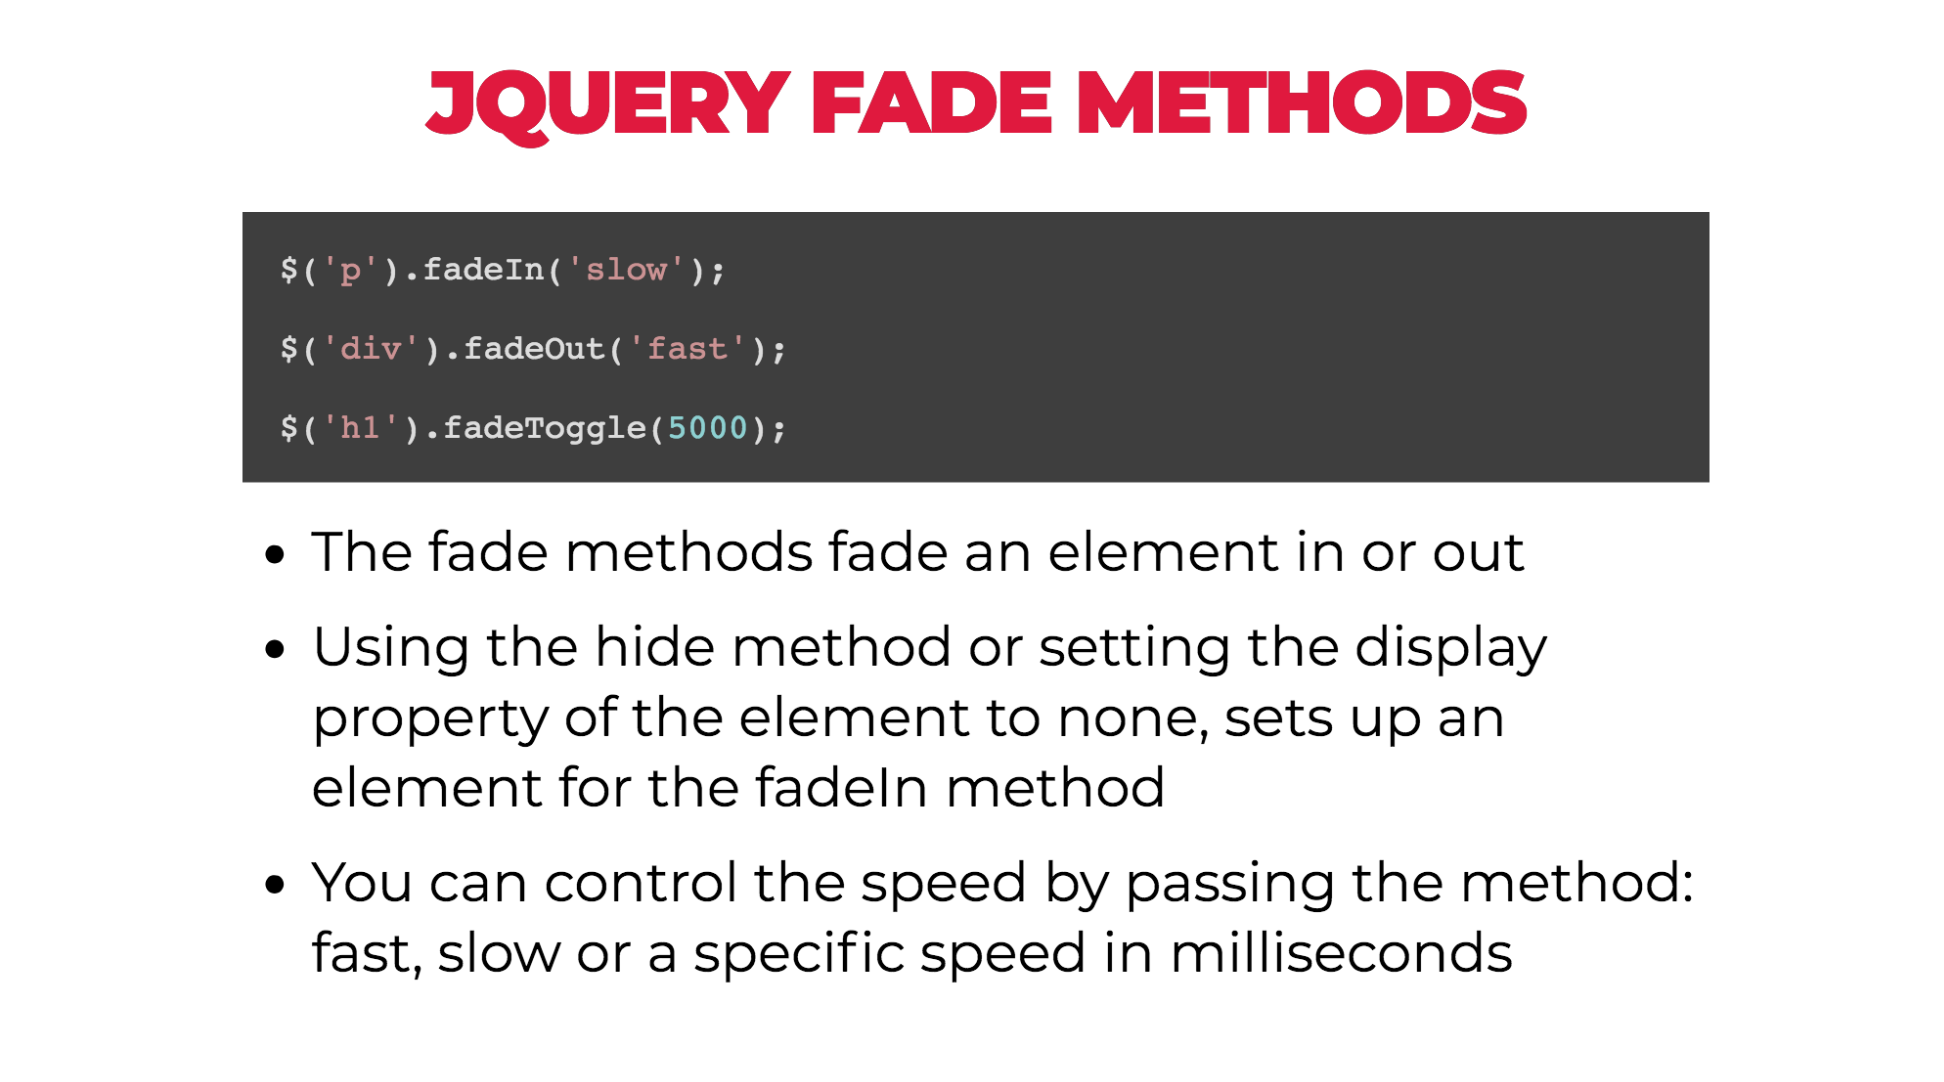 JQUERY FADE METHODS
$('p').fadeIn('slow');
$('div').fadeOut('fast');
$('h1').fadeToggle(5000);
• The fade methods fade an element in or out
• Using the hide method or setting the display
property of the element to none, sets up an
element for the fadeIn method
• You can control the speed by passing the method:
fast, slow or a specific speed in milliseconds